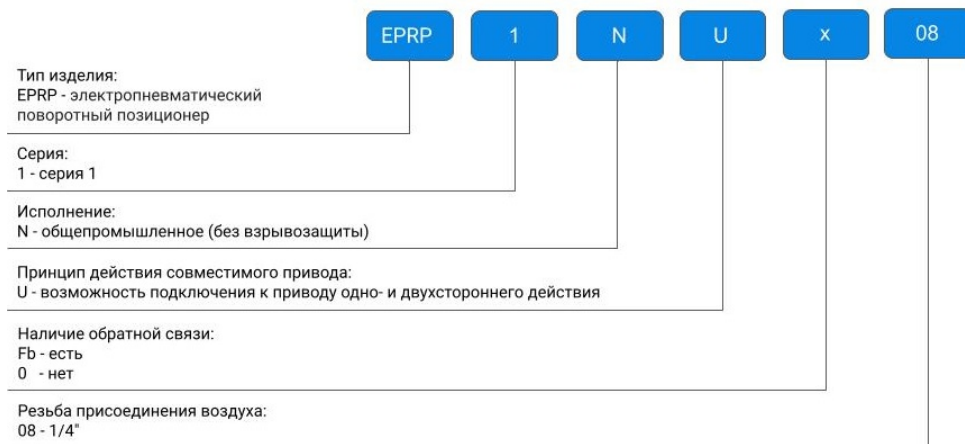 EPRP 1 N U x 08
Тип изделия:
EPRP - электропневматический
поворотный позиционер
Серия:
1 - серия 1
Исполнение:
N - общепромышленное (без взрывозащиты)
Принцип действия совместимого привода:
U - возможность подключения к приводу одно- и двухстороннего действия
Наличие обратной связи:
Fb - есть
0 - нет
Резьба присоединения воздуха:
08 - 1/4"